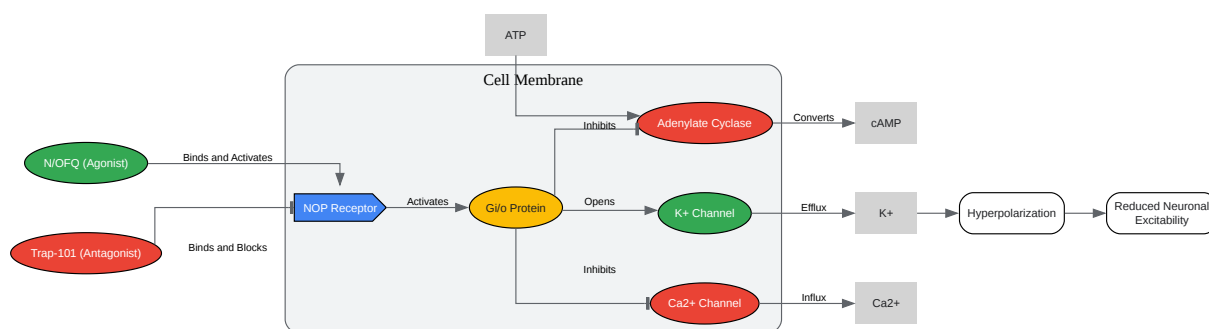 ATP
Cell Membrane
Inhibits
Adenylate Cyclase
Converts
cAMP
N/OFQ (Agonist)
Binds and Activates
NOP Receptor
Activates
Gi/o Protein
Opens
K+ Channel
Efflux
K+
Hyperpolarization
Reduced Neuronal
Excitability
Trap-101 (Antagonist)
Binds and Blocks
Inhibits
Ca2+ Channel
Influx
Ca2+